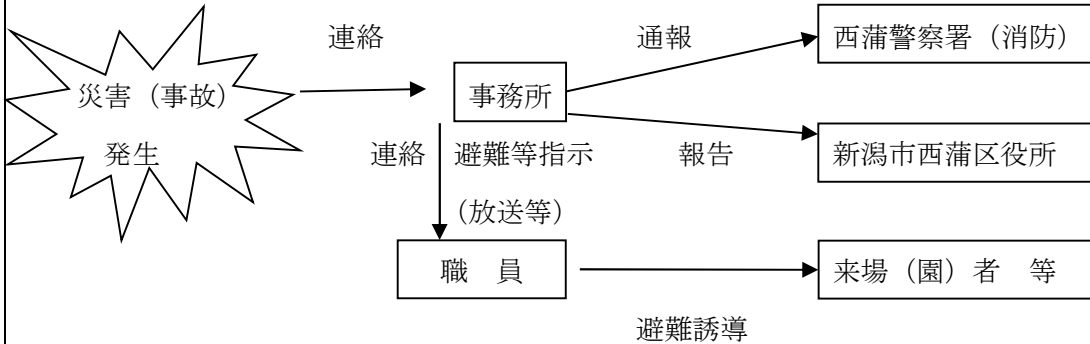 連絡
通報
西蒲警察署（消防）
災害（事故）
発生
事務所
連絡
避難等指示
（放送等）
報告
新潟市西蒲区役所
職　員
来場（園）者　等
避難誘導